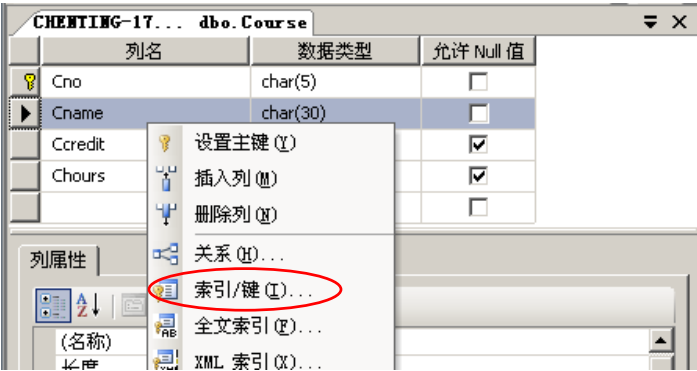 CHENTING-17... dbo.Course
列名 数据类型 允许 Null 值
Cno char(5)
Cname char(30)
Ccredit
Chours
设置主键(Y)
插入列(M)
删除列(N)
关系(H)...
索引/键(I)...
全文索引(F)...
XML 索引(X)...
列属性
(名称)
长度